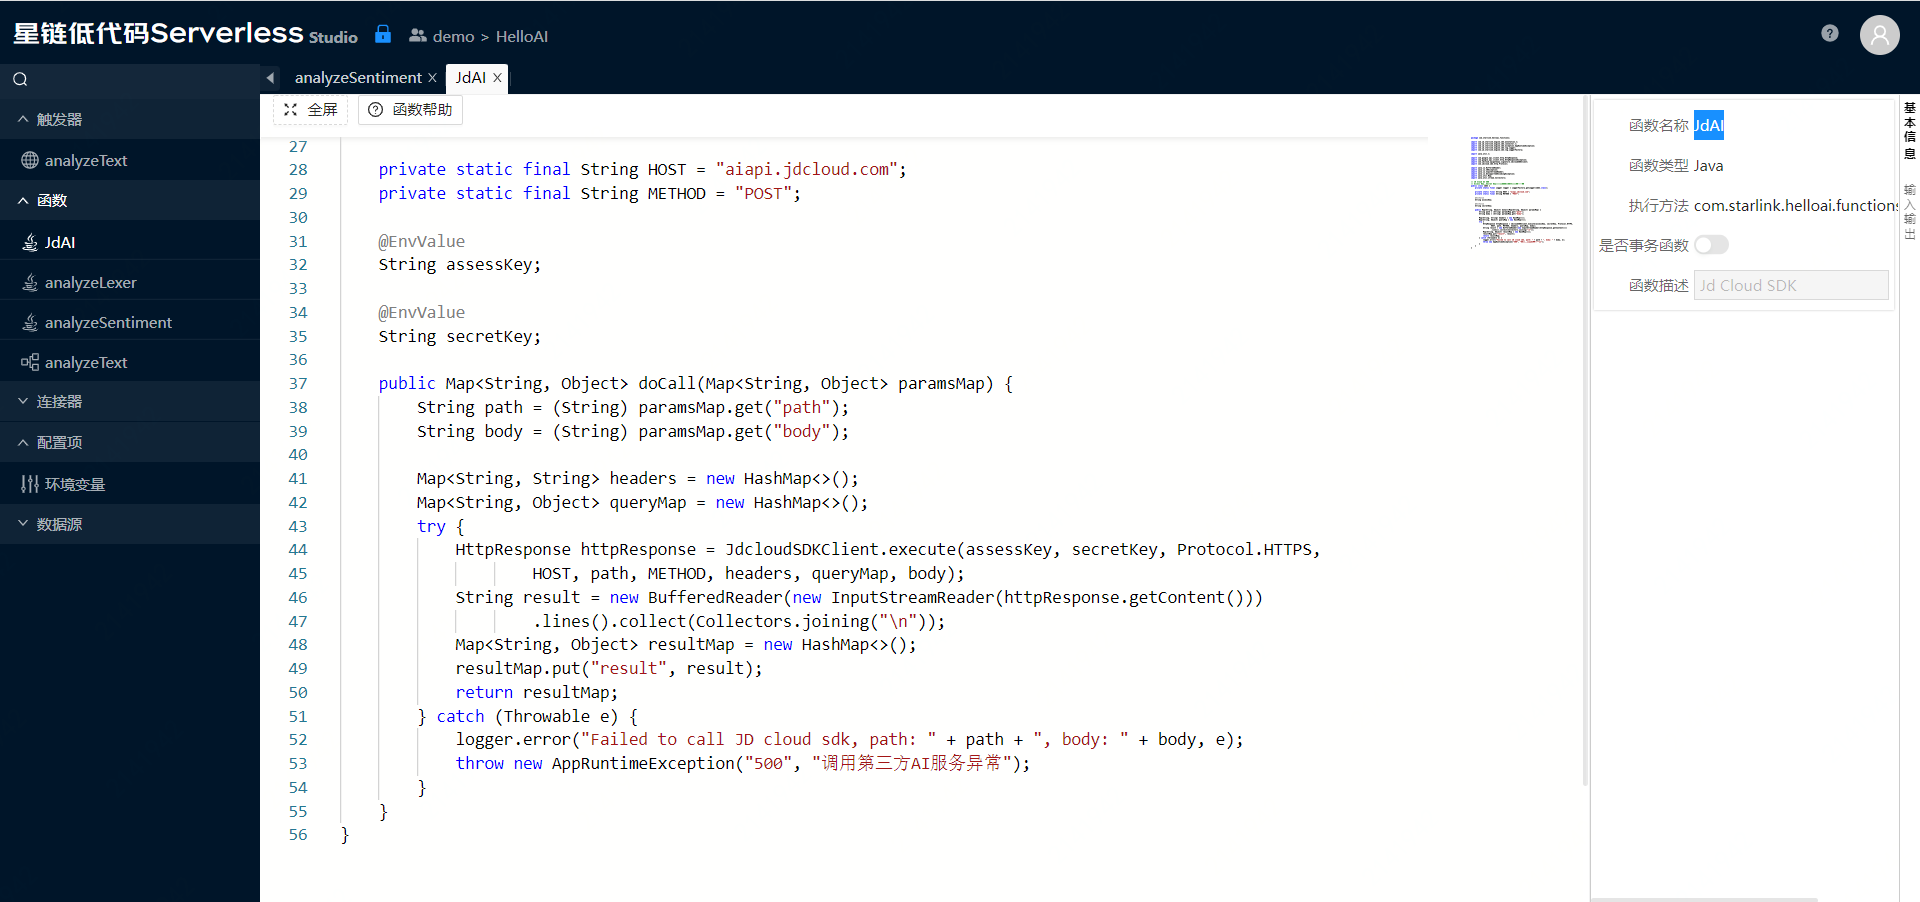 星链低代码Serverless Studio demo > HelloAI
analyzeSentiment × JdAI ×
触发器
analyzeText
函数
JdAI
analyzeLexer
analyzeSentiment
analyzeText
连接器
配置项
环境变量
数据源
全屏 函数帮助
27
28 private static final String HOST = "aiapi.jdcloud.com";
29 private static final String METHOD = "POST";
30
31 @EnvValue
32 String assessKey;
33
34 @EnvValue
35 String secretKey;
36
37 public Map<String, Object> doCall(Map<String, Object> paramsMap) {
38 String path = (String) paramsMap.get("path");
39 String body = (String) paramsMap.get("body");
40
41 Map<String, String> headers = new HashMap<>();
42 Map<String, Object> queryMap = new HashMap<>();
43 try {
44 HttpResponse httpResponse = JdcloudSDKClient.execute(assessKey, secretKey, Protocol.HTTPS,
45 HOST, path, METHOD, headers, queryMap, body);
46 String result = new BufferedReader(new InputStreamReader(httpResponse.getContent()))
47 .lines().collect(Collectors.joining("\n"));
48 Map<String, Object> resultMap = new HashMap<>();
49 resultMap.put("result", result);
50 return resultMap;
51 } catch (Throwable e) {
52 logger.error("Failed to call JD cloud sdk, path: " + path + ", body: " + body, e);
53 throw new AppRuntimeException("500", "调用第三方AI服务异常");
54 }
55 }
56 }
函数名称 JdAI
函数类型 Java
执行方法 com.starlink.helloai.functions
是否事务函数
函数描述 Jd Cloud SDK
基本信息
输入输出